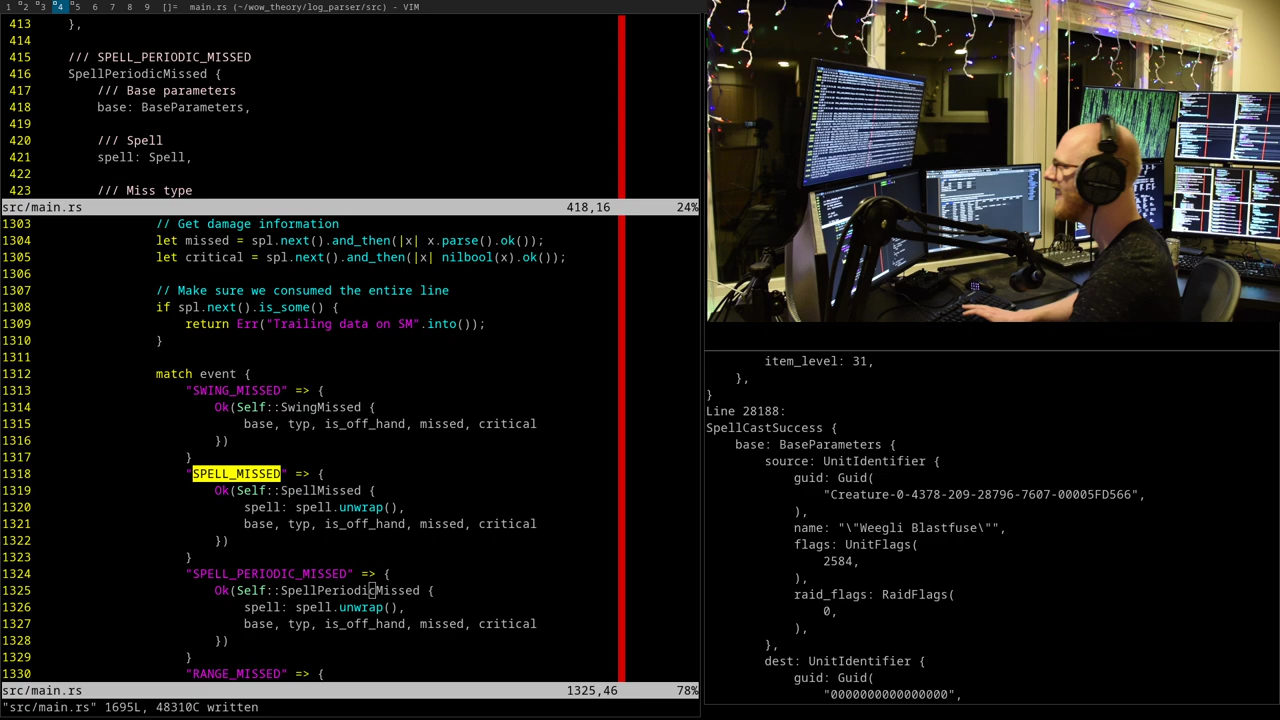 1 2 3 4 5 6 7 8 9 []= main.rs (~/wow_theory/log_parser/src) - VIM
413 },
414
415 /// SPELL_PERIODIC_MISSED
416 SpellPeriodicMissed {
417 /// Base parameters
418 base: BaseParameters,
419
420 /// Spell
421 spell: Spell,
422
423 /// Miss type
src/main.rs 418,16 24%
1303 // Get damage information
1304 let missed = spl.next().and_then(|x| x.parse().ok());
1305 let critical = spl.next().and_then(|x| nilbool(x).ok());
1306
1307 // Make sure we consumed the entire line
1308 if spl.next().is_some() {
1309 return Err("Trailing data on SM".into());
1310 }
1311
1312 match event {
1313 "SWING_MISSED" => {
1314 Ok(Self::SwingMissed {
1315 base, typ, is_off_hand, missed, critical
1316 })
1317 }
1318 "SPELL_MISSED" => {
1319 Ok(Self::SpellMissed {
1320 spell: spell.unwrap(),
1321 base, typ, is_off_hand, missed, critical
1322 })
1323 }
1324 "SPELL_PERIODIC_MISSED" => {
1325 Ok(Self::SpellPeriodicMissed {
1326 spell: spell.unwrap(),
1327 base, typ, is_off_hand, missed, critical
1328 })
1329 }
1330 "RANGE_MISSED" => {
src/main.rs 1325,46 78%
"src/main.rs" 1695L, 48310C written
item_level: 31,
},
}
Line 28188:
SpellCastSuccess {
base: BaseParameters {
source: UnitIdentifier {
guid: Guid(
"Creature-0-4378-209-28796-7607-00005FD566",
),
name: "\"Weegli Blastfuse\"",
flags: UnitFlags(
2584,
),
raid_flags: RaidFlags(
0,
),
},
dest: UnitIdentifier {
guid: Guid(
"0000000000000000",